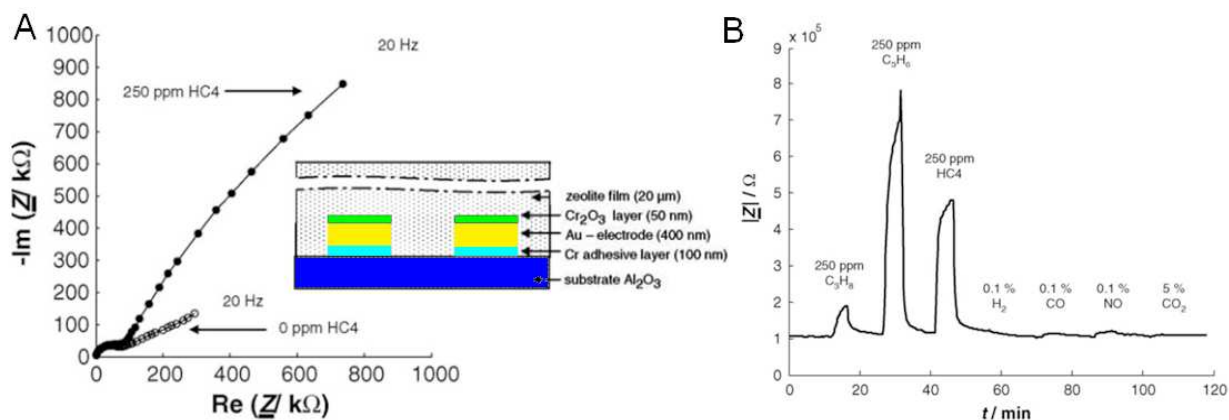 A
1000
20 Hz
900
800
250 ppm HC4
700
600
500
400
300
200
100
0
20 Hz
0 ppm HC4
-Im (Z/ kΩ)
0 200 400 600 800 1000
Re (Z/ kΩ)
zeolite film (20 µm)
Cr₂O₃ layer (50 nm)
Au – electrode (400 nm)
Cr adhesive layer (100 nm)
substrate Al₂O₃
B
x 10⁵
9
8
7
6
5
4
3
2
1
0
|Z| / Ω
250 ppm
C₃H₈
250 ppm
C₃H₆
250 ppm
HC4
0.1 %
H₂
0.1 %
CO
0.1 %
NO
5 %
CO₂
0 20 40 60 80 100 120
t / min